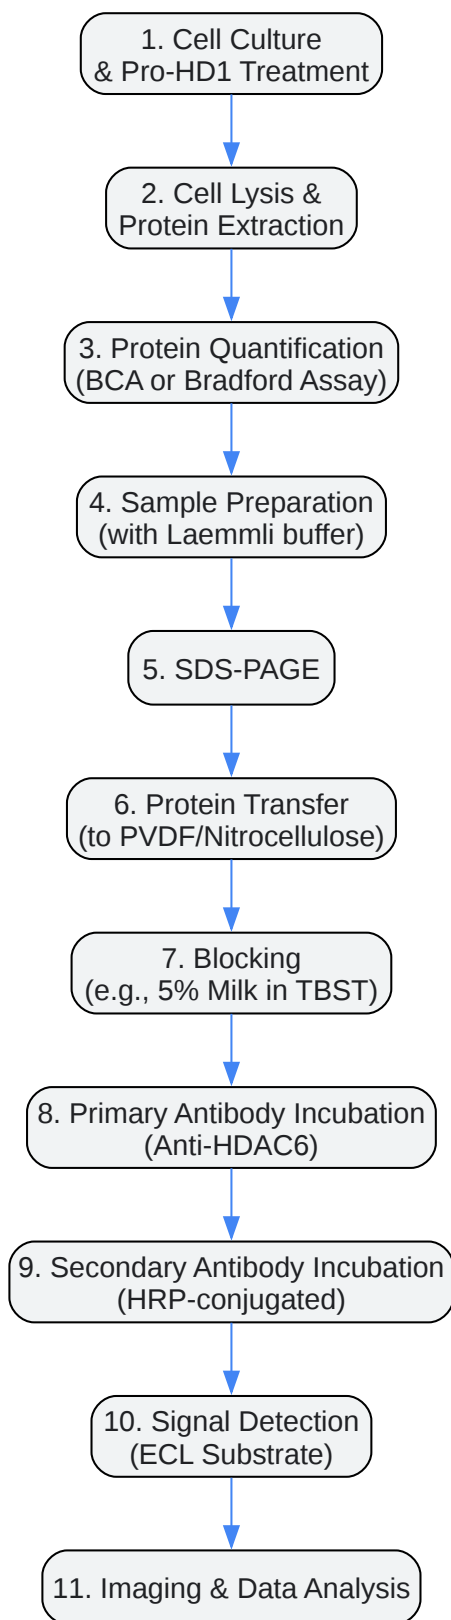 1. Cell Culture
& Pro-HD1 Treatment
2. Cell Lysis &
Protein Extraction
3. Protein Quantification
(BCA or Bradford Assay)
4. Sample Preparation
(with Laemmli buffer)
5. SDS-PAGE
6. Protein Transfer
(to PVDF/Nitrocellulose)
7. Blocking
(e.g., 5% Milk in TBST)
8. Primary Antibody Incubation
(Anti-HDAC6)
9. Secondary Antibody Incubation
(HRP-conjugated)
10. Signal Detection
(ECL Substrate)
11. Imaging & Data Analysis